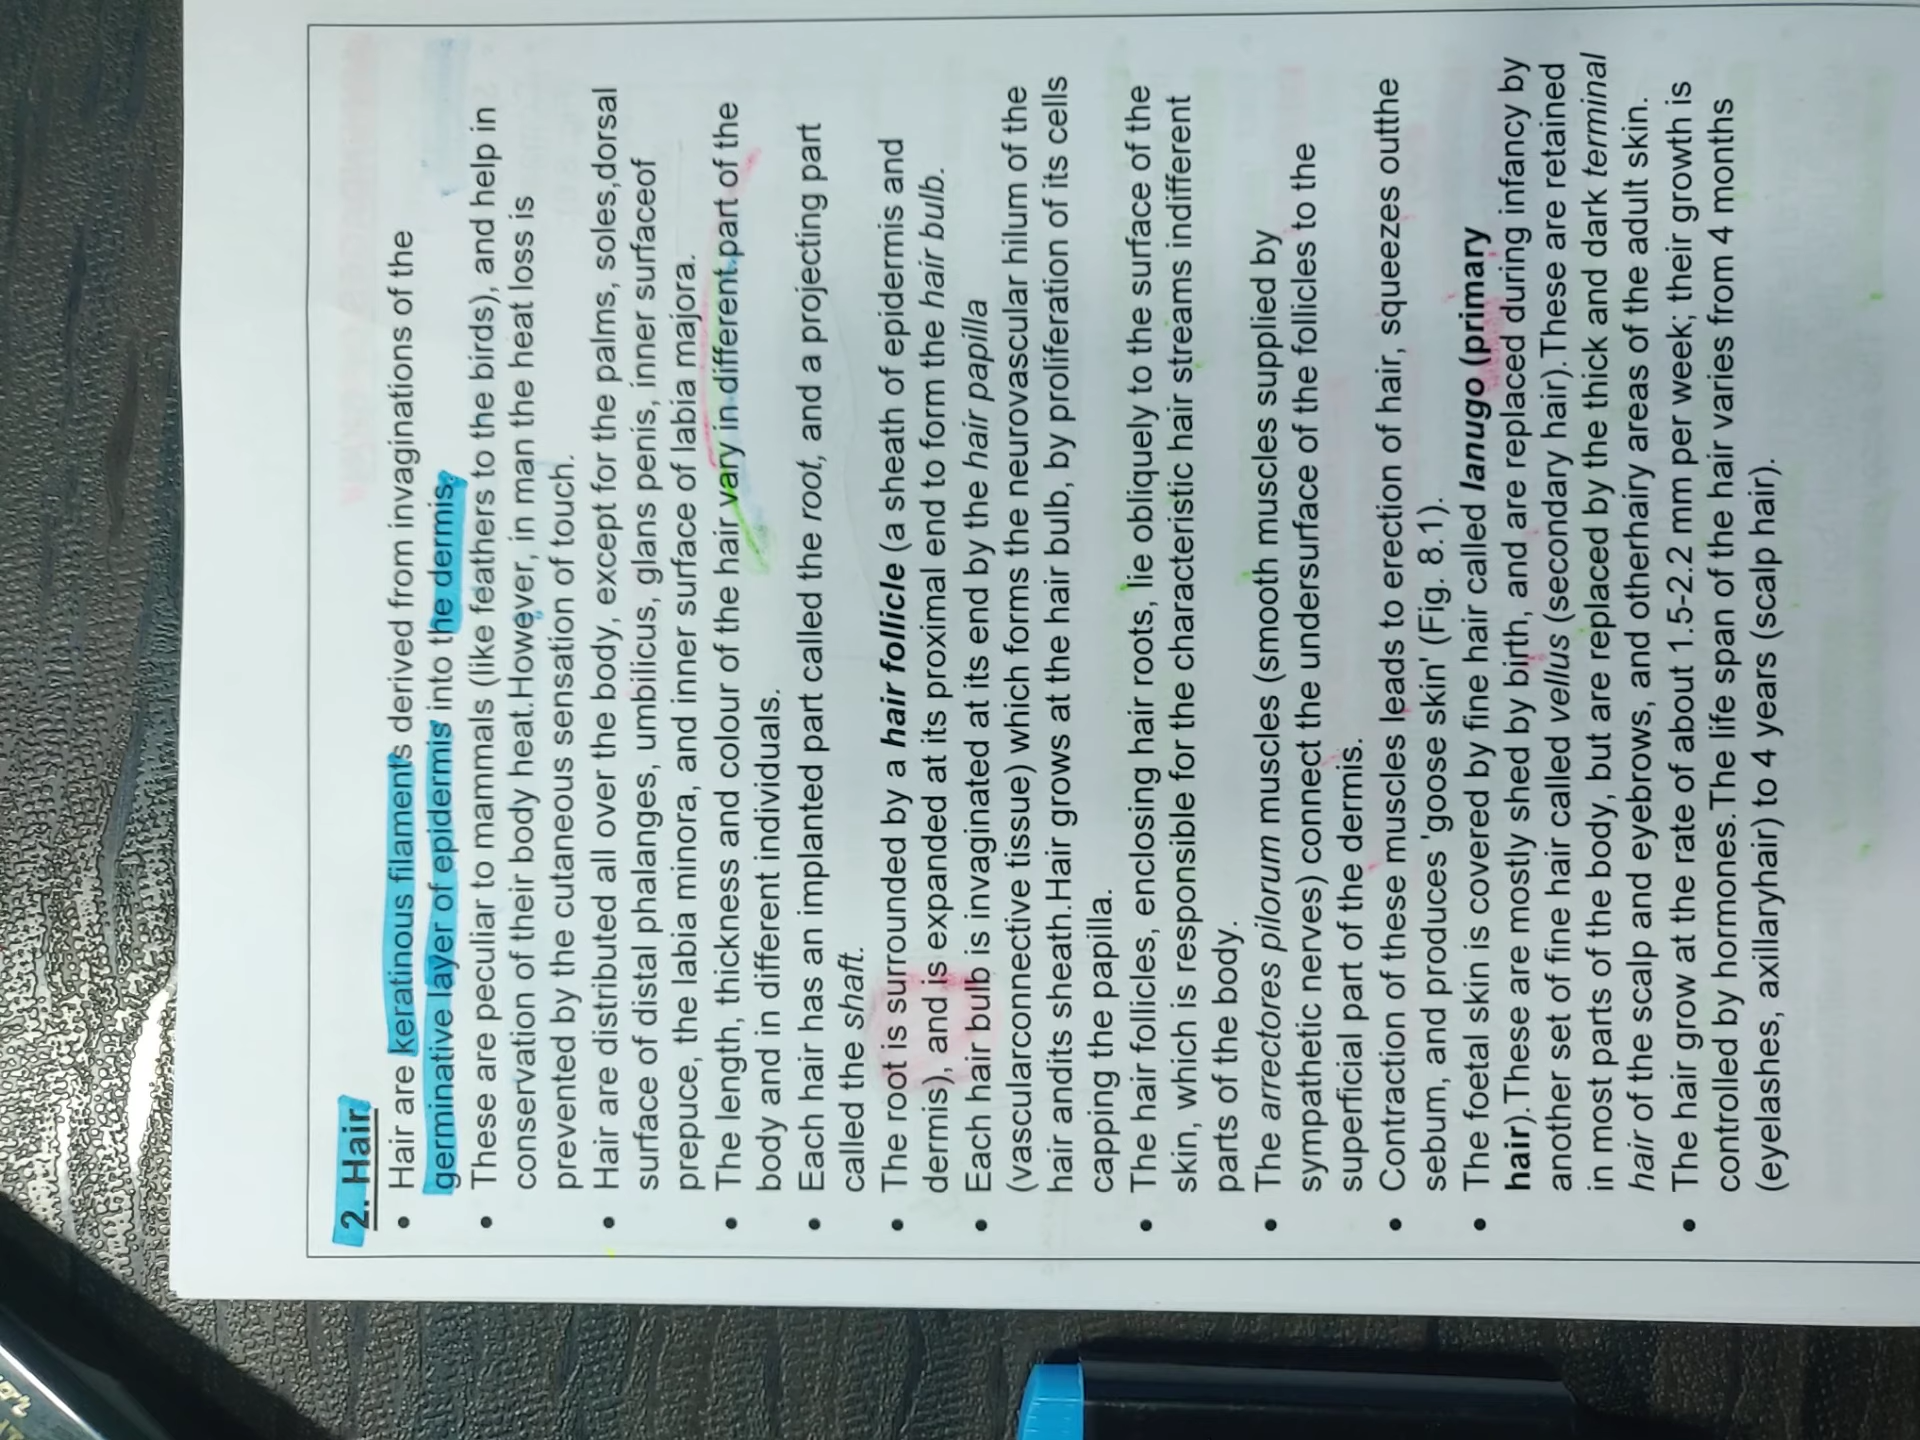 2. Hair
• Hair are keratinous filaments derived from invaginations of the
germinative layer of epidermis into the dermis.
• These are peculiar to mammals (like feathers to the birds), and help in
conservation of their body heat.However, in man the heat loss is
prevented by the cutaneous sensation of touch.
• Hair are distributed all over the body, except for the palms, soles,dorsal
surface of distal phalanges, umbilicus, glans penis, inner surfaceof
prepuce, the labia minora, and inner surface of labia majora.
• The length, thickness and colour of the hair vary in different part of the
body and in different individuals.
• Each hair has an implanted part called the root, and a projecting part
called the shaft.
• The root is surrounded by a hair follicle (a sheath of epidermis and
dermis), and is expanded at its proximal end to form the hair bulb.
• Each hair bulb is invaginated at its end by the hair papilla
(vascularconnective tissue) which forms the neurovascular hilum of the
hair andits sheath.Hair grows at the hair bulb, by proliferation of its cells
capping the papilla.
• The hair follicles, enclosing hair roots, lie obliquely to the surface of the
skin, which is responsible for the characteristic hair streams indifferent
parts of the body.
• The arrectores pilorum muscles (smooth muscles supplied by
sympathetic nerves) connect the undersurface of the follicles to the
superficial part of the dermis.
• Contraction of these muscles leads to erection of hair, squeezes outthe
sebum, and produces 'goose skin' (Fig. 8.1).
• The foetal skin is covered by fine hair called lanugo (primary
hair).These are mostly shed by birth, and are replaced during infancy by
another set of fine hair called vellus (secondary hair).These are retained
in most parts of the body, but are replaced by the thick and dark terminal
hair of the scalp and eyebrows, and otherhairy areas of the adult skin.
• The hair grow at the rate of about 1.5-2.2 mm per week; their growth is
controlled by hormones.The life span of the hair varies from 4 months
(eyelashes, axillaryhair) to 4 years (scalp hair).